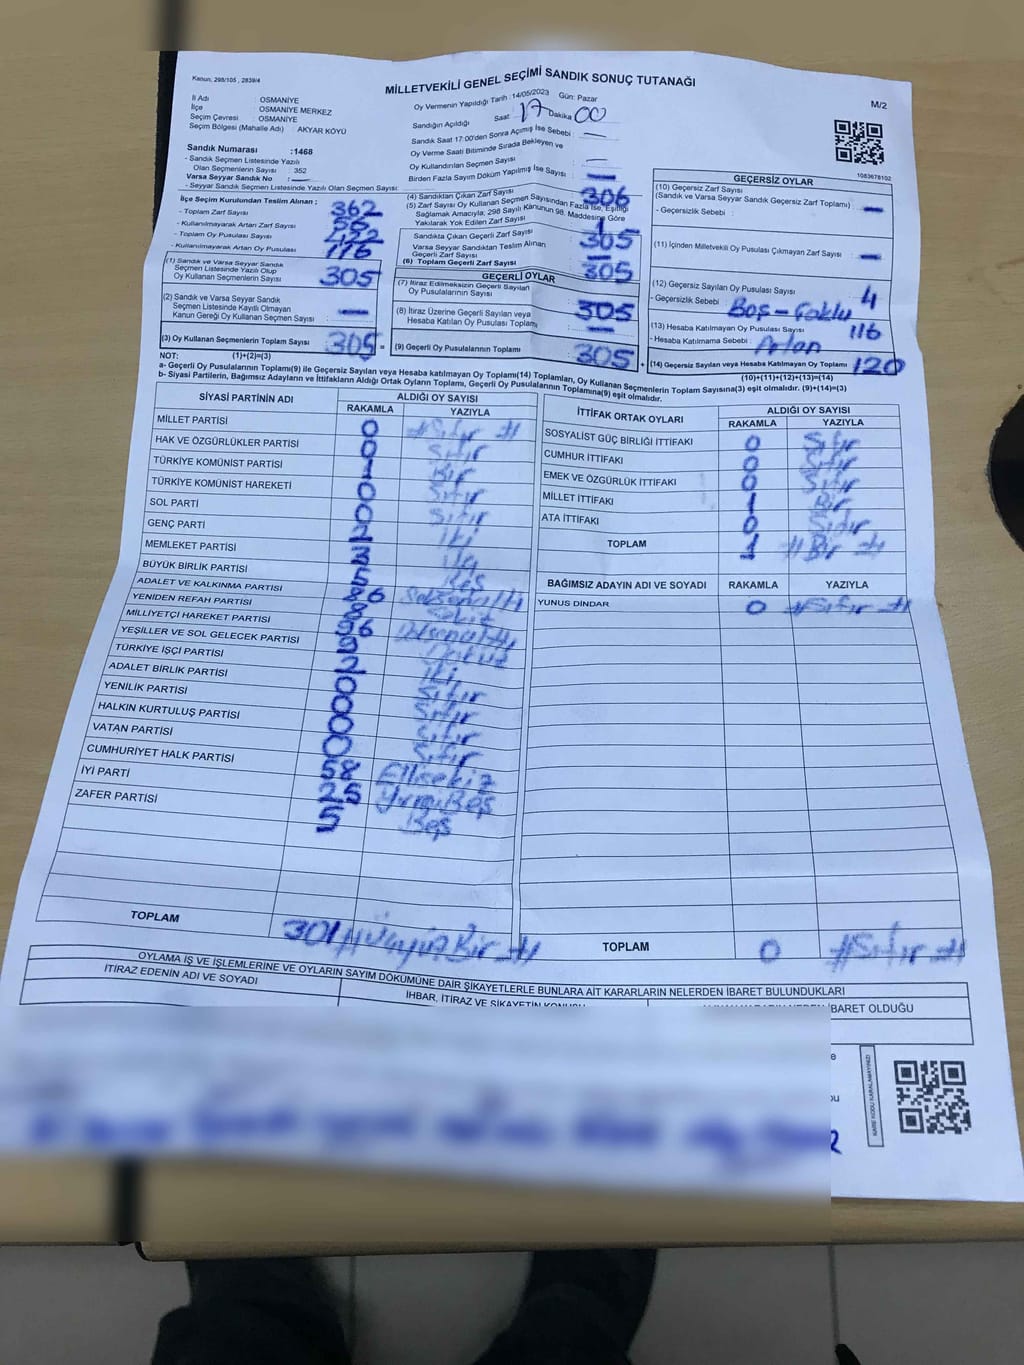 Kanun, 298/105 , 2839/4
MİLLETVEKİLİ GENEL SEÇİMİ SANDIK SONUÇ TUTANAĞI
M/2
İl Adı : OSMANİYE
İlçe : OSMANİYE MERKEZ
Seçim Çevresi : OSMANİYE
Seçim Bölgesi (Mahalle Adı) AKYAR KÖYÜ
Sandık Numarası :1468
- Sandık Seçmen Listesinde Yazılı
Olan Seçmenlerin Sayısı : 352
Varsa Seyyar Sandık No : —
- Seyyar Sandık Seçmen Listesinde Yazılı Olan Seçmen Sayısı:
Oy Vermenin Yapıldığı Tarih :14/05/2023 Gün: Pazar
Sandığın Açıldığı Saat : 17 Dakika 00
Sandık Saat 17:00'den Sonra Açılmış İse Sebebi : —
Oy Verme Saati Bitiminde Sırada Bekleyen ve
Oy Kullandırılan Seçmen Sayısı : —
Birden Fazla Sayım Döküm Yapılmış İse Sayısı : —
1083678102
İlçe Seçim Kurulundan Teslim Alınan :
- Toplam Zarf Sayısı 362
- Kullanılmayarak Artan Zarf Sayısı 56
- Toplam Oy Pusulası Sayısı 422
- Kullanılmayarak Artan Oy Pusulası 116
(1) Sandık ve Varsa Seyyar Sandık
Seçmen Listesinde Yazılı Olup
Oy Kullanan Seçmenlerin Sayısı : 305
(2) Sandık ve Varsa Seyyar Sandık
Seçmen Listesinde Kayıtlı Olmayan
Kanun Gereği Oy Kullanan Seçmen Sayısı : —
(3) Oy Kullanan Seçmenlerin Toplam Sayısı : 305 =
(4) Sandıktan Çıkan Zarf Sayısı : 306
(5) Zarf Sayısı Oy Kullanan Seçmen Sayısından Fazla İse, Eşitliği
Sağlamak Amacıyla; 298 Sayılı Kanunun 98. Maddesine Göre
Yakılarak Yok Edilen Zarf Sayısı : 1
Sandıkta Çıkan Geçerli Zarf Sayısı : 305
Varsa Seyyar Sandıktan Teslim Alınan
Geçerli Zarf Sayısı : —
(6) Toplam Geçerli Zarf Sayısı : 305
GEÇERLİ OYLAR
(7) İtiraz Edilmeksizin Geçerli Sayılan
Oy Pusulalarının Sayısı : 305
(8) İtiraz Üzerine Geçerli Sayılan veya
Hesaba Katılan Oy Pusulası Toplamı : —
(9) Geçerli Oy Pusulalarının Toplamı : 305 +
GEÇERSİZ OYLAR
(10) Geçersiz Zarf Sayısı
(Sandık ve Varsa Seyyar Sandık Geçersiz Zarf Toplamı) : —
- Geçersizlik Sebebi :
(11) İçinden Milletvekili Oy Pusulası Çıkmayan Zarf Sayısı : —
(12) Geçersiz Sayılan Oy Pusulası Sayısı : 4
- Geçersizlik Sebebi : Boş - Çoklu
(13) Hesaba Katılmayan Oy Pusulası Sayısı : 116
- Hesaba Katılmama Sebebi : Artan
(14) Geçersiz Sayılan veya Hesaba Katılmayan Oy Toplamı : 120
NOT: (1)+(2)=(3)
(10)+(11)+(12)+(13)=(14)
a- Geçerli Oy Pusulalarının Toplamı(9) ile Geçersiz Sayılan veya Hesaba katılmayan Oy Toplamı(14) Toplamları, Oy Kullanan Seçmenlerin Toplam Sayısına(3) eşit olmalıdır. (9)+(14)=(3)
b- Siyasi Partilerin, Bağımsız Adayların ve İttifakların Aldığı Ortak Oyların Toplamı, Geçerli Oy Pusulalarının Toplamına(9) eşit olmalıdır.
SİYASİ PARTİNİN ADI ALDIĞI OY SAYISI
RAKAMLA YAZIYLA
MİLLET PARTİSİ 0 # Sıfır #
HAK VE ÖZGÜRLÜKLER PARTİSİ 0 Sıfır
TÜRKİYE KOMÜNİST PARTİSİ 1 Bir
TÜRKİYE KOMÜNİST HAREKETİ 0 Sıfır
SOL PARTİ 0 Sıfır
GENÇ PARTİ 2 İki
MEMLEKET PARTİSİ 3 Üç
BÜYÜK BİRLİK PARTİSİ 5 Beş
ADALET VE KALKINMA PARTİSİ 86 Seksenaltı
YENİDEN REFAH PARTİSİ 8 Sekiz
MİLLİYETÇİ HAREKET PARTİSİ 96 Doksanaltı
YEŞİLLER VE SOL GELECEK PARTİSİ 9 Dokuz
TÜRKİYE İŞÇİ PARTİSİ 2 İki
ADALET BİRLİK PARTİSİ 0 Sıfır
YENİLİK PARTİSİ 0 Sıfır
HALKIN KURTULUŞ PARTİSİ 0 Sıfır
VATAN PARTİSİ 0 Sıfır
CUMHURİYET HALK PARTİSİ 58 Ellisekiz
İYİ PARTİ 25 YirmiBeş
ZAFER PARTİSİ 5 Beş
TOPLAM 301 # ÜçyüzBir #
İTTİFAK ORTAK OYLARI ALDIĞI OY SAYISI
RAKAMLA YAZIYLA
SOSYALİST GÜÇ BİRLİĞİ İTTİFAKI 0 Sıfır
CUMHUR İTTİFAKI 0 Sıfır
EMEK VE ÖZGÜRLÜK İTTİFAKI 0 Sıfır
MİLLET İTTİFAKI 1 Bir
ATA İTTİFAKI 0 Sıfır
TOPLAM 1 # Bir #
BAĞIMSIZ ADAYIN ADI VE SOYADI RAKAMLA YAZIYLA
YUNUS DINDAR 0 # Sıfır #
TOPLAM 0 # Sıfır #
OYLAMA İŞ VE İŞLEMLERİNE VE OYLARIN SAYIM DÖKÜMÜNE DAİR ŞİKAYETLERLE BUNLARA AİT KARARLARIN NELERDEN İBARET BULUNDUKLARI
İTİRAZ EDENİN ADI VE SOYADI
İHBAR, İTİRAZ VE ŞİKAYETİN KONUSU
İBARET OLDUĞU
KARE KODU KARALAMAYINIZ!